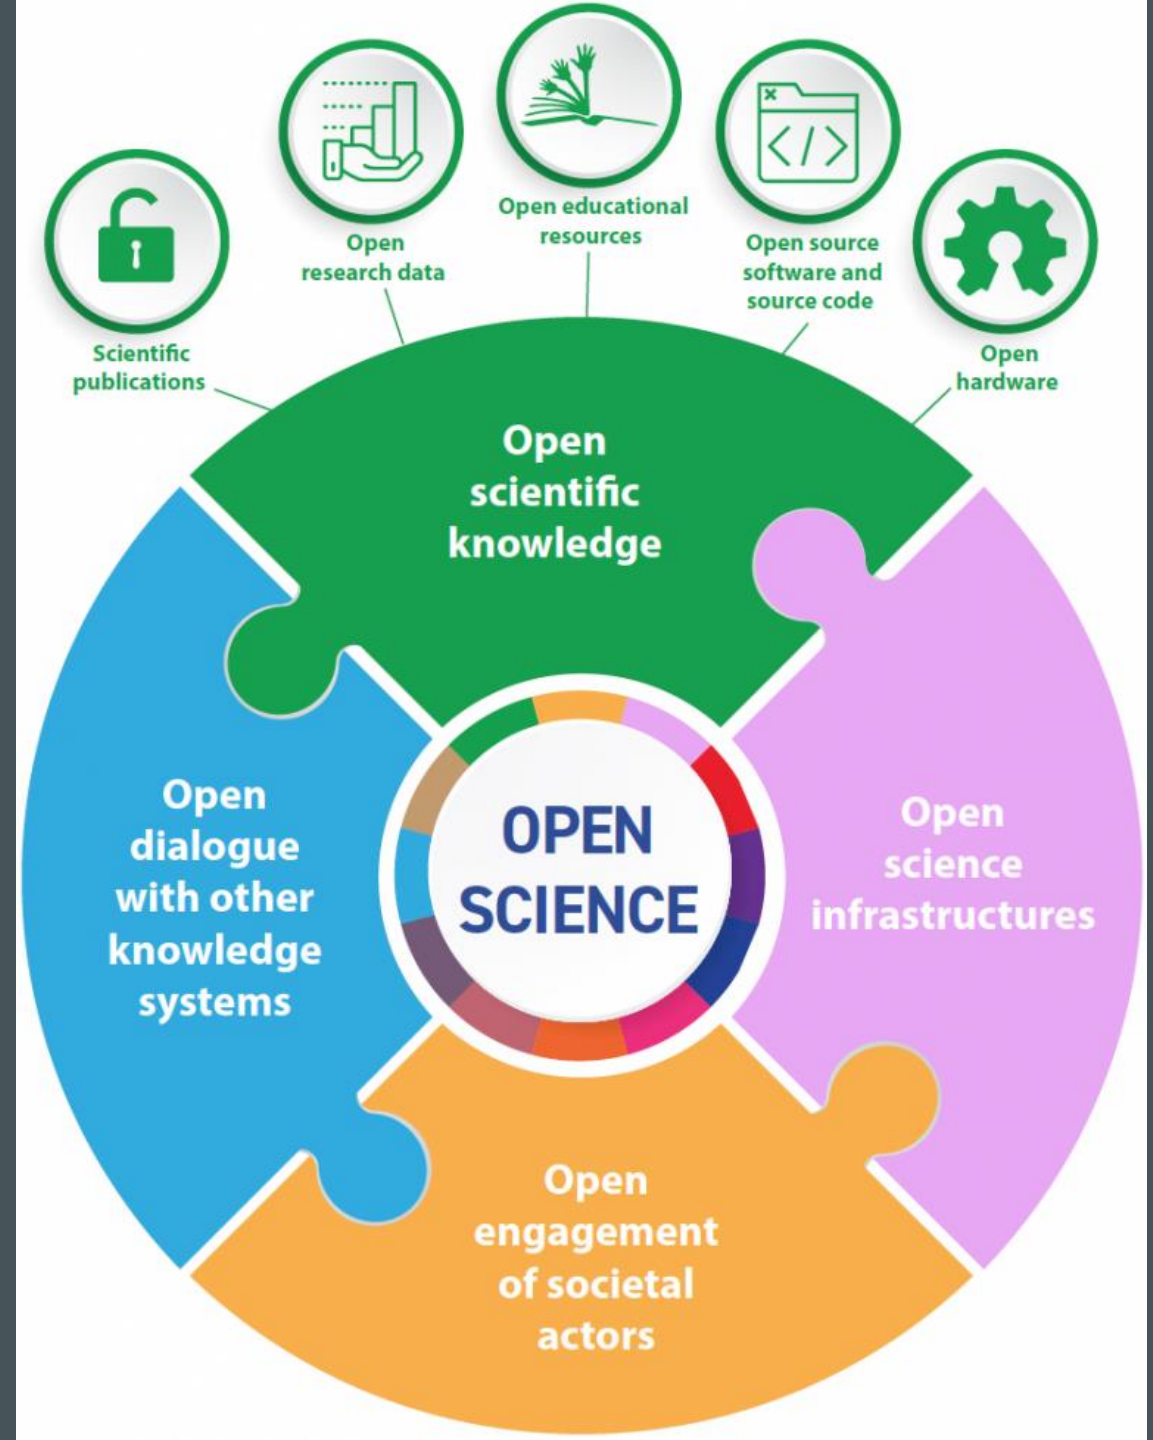 Scientific
publications
Open
research data
Open educational
resources
Open source
software and
source code
Open
hardware
Open
scientific
knowledge
Open
dialogue
with other
knowledge
systems
OPEN
SCIENCE
Open
science
infrastructures
Open
engagement
of societal
actors